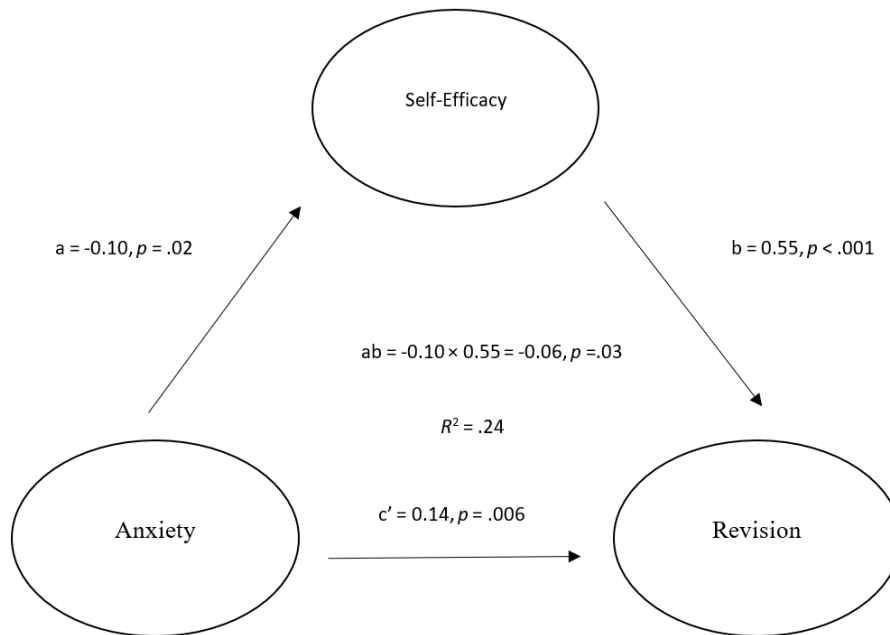 Self-Efficacy
a = -0.10, p = .02
b = 0.55, p < .001
ab = -0.10 × 0.55 = -0.06, p =.03
R² = .24
c’ = 0.14, p = .006
Anxiety
Revision